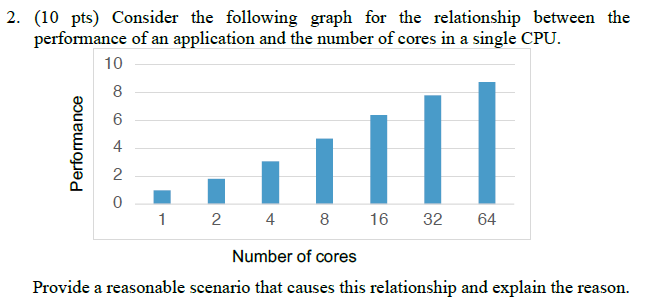 2. (10 pts) Consider the following graph for the relationship between the
performance of an application and the number of cores in a single CPU.
10
8
6
4
2
0
Performance
1 2 4 8 16 32 64
Number of cores
Provide a reasonable scenario that causes this relationship and explain the reason.